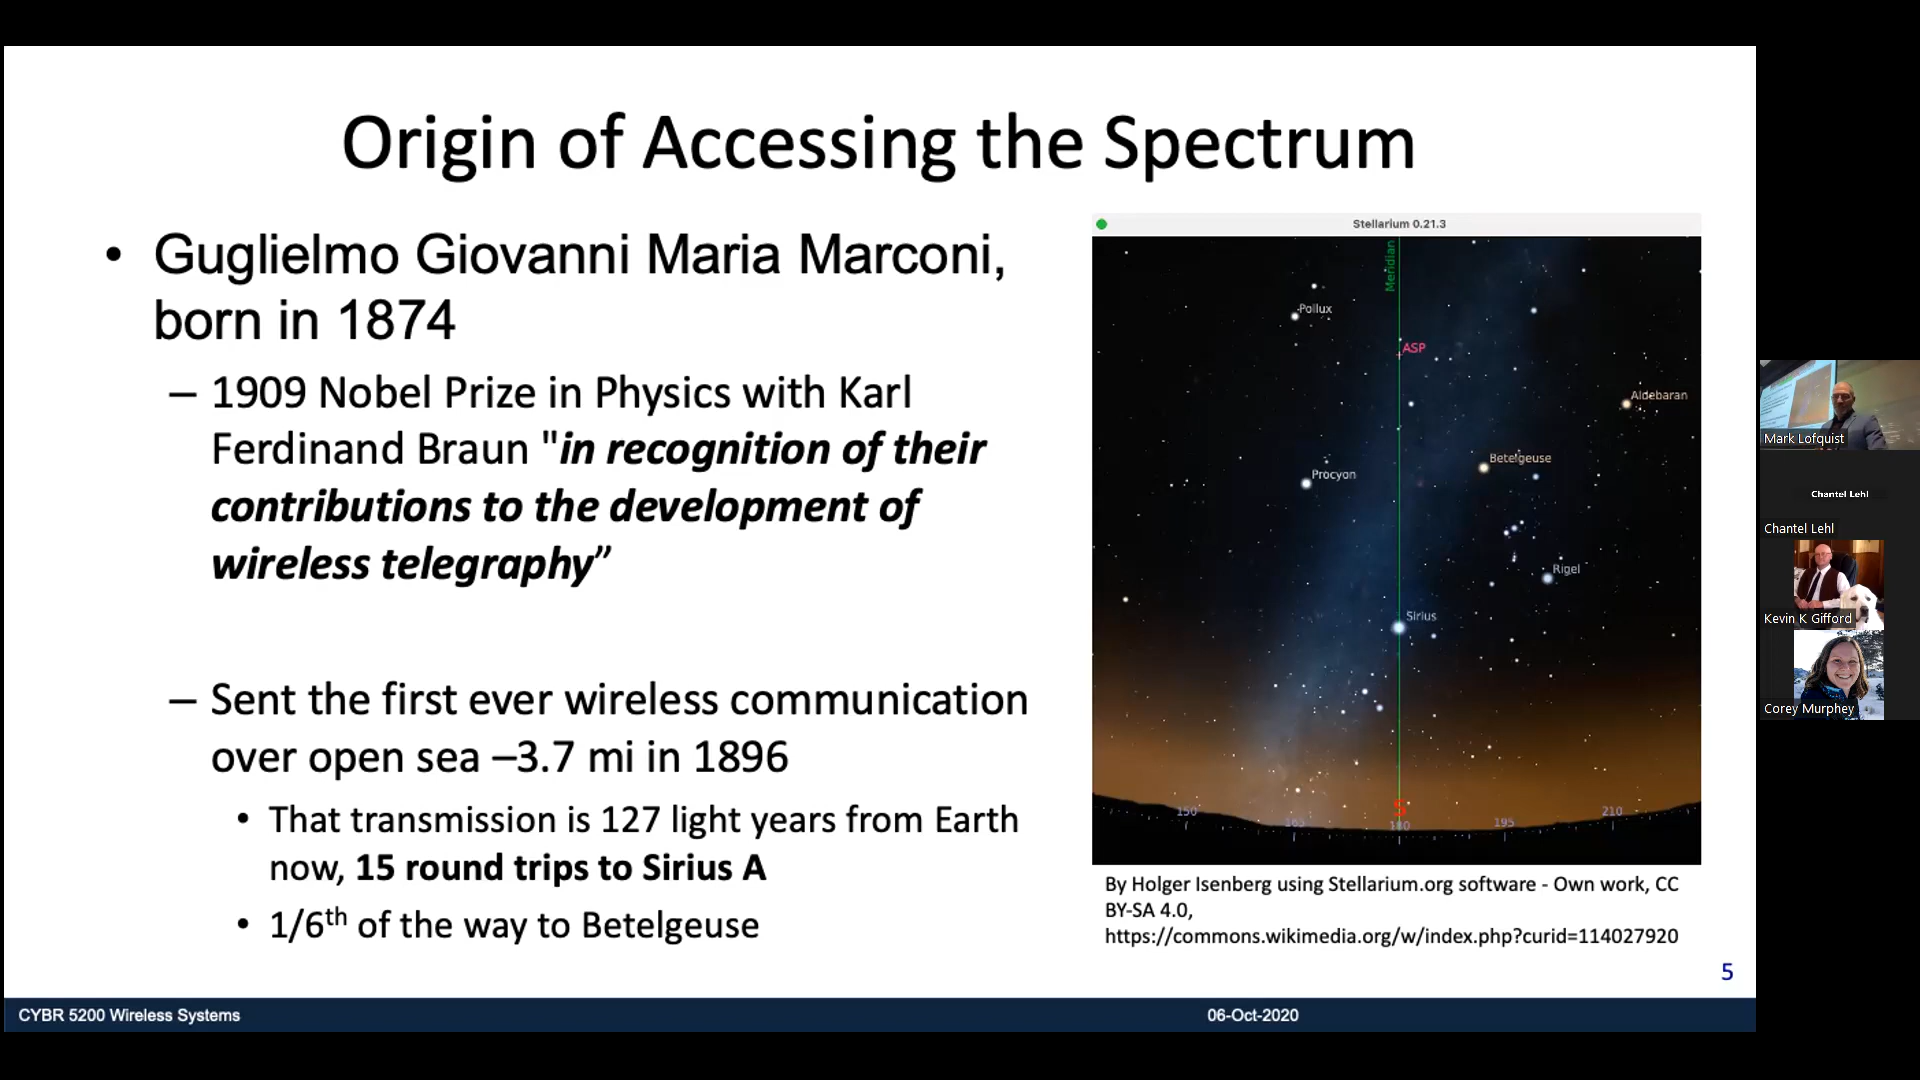 Origin of Accessing the Spectrum
• Guglielmo Giovanni Maria Marconi,
born in 1874
– 1909 Nobel Prize in Physics with Karl
Ferdinand Braun "in recognition of their
contributions to the development of
wireless telegraphy”
– Sent the first ever wireless communication
over open sea –3.7 mi in 1896
• That transmission is 127 light years from Earth
now, 15 round trips to Sirius A
• 1/6th of the way to Betelgeuse
Stellarium 0.21.3
Meridian
Pollux
ASP
Aldebaran
Betelgeuse
Procyon
Rigel
Sirius
S
150
165
180
195
210
By Holger Isenberg using Stellarium.org software - Own work, CC
BY-SA 4.0,
https://commons.wikimedia.org/w/index.php?curid=114027920
5
CYBR 5200 Wireless Systems
06-Oct-2020
Mark Lofquist
Chantel Lehl
Chantel Lehl
Kevin K Gifford
Corey Murphey